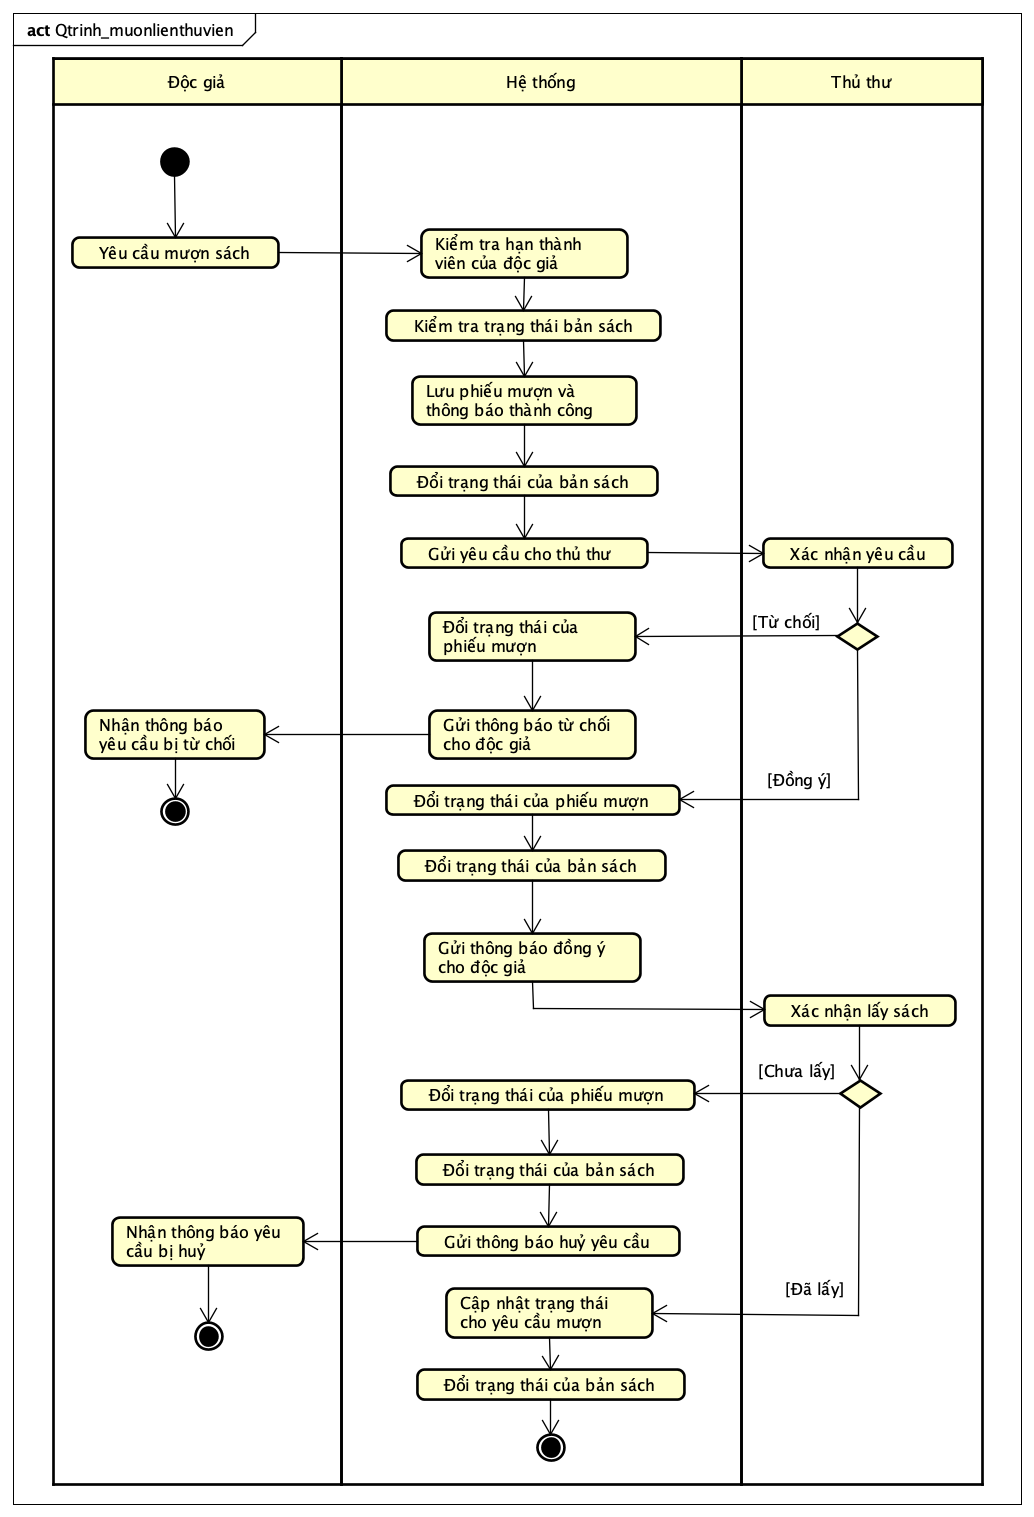 act Qtrinh_muonlienthuvien
Độc giả
Hệ thống
Thủ thư
Yêu cầu mượn sách
Kiểm tra hạn thành
viên của độc giả
Kiểm tra trạng thái bản sách
Lưu phiếu mượn và
thông báo thành công
Đổi trạng thái của bản sách
Gửi yêu cầu cho thủ thư
Xác nhận yêu cầu
[Từ chối]
Đổi trạng thái của
phiếu mượn
Nhận thông báo
yêu cầu bị từ chối
Gửi thông báo từ chối
cho độc giả
[Đồng ý]
Đổi trạng thái của phiếu mượn
Đổi trạng thái của bản sách
Gửi thông báo đồng ý
cho độc giả
Xác nhận lấy sách
[Chưa lấy]
Đổi trạng thái của phiếu mượn
Đổi trạng thái của bản sách
Nhận thông báo yêu
cầu bị huỷ
Gửi thông báo huỷ yêu cầu
[Đã lấy]
Cập nhật trạng thái
cho yêu cầu mượn
Đổi trạng thái của bản sách